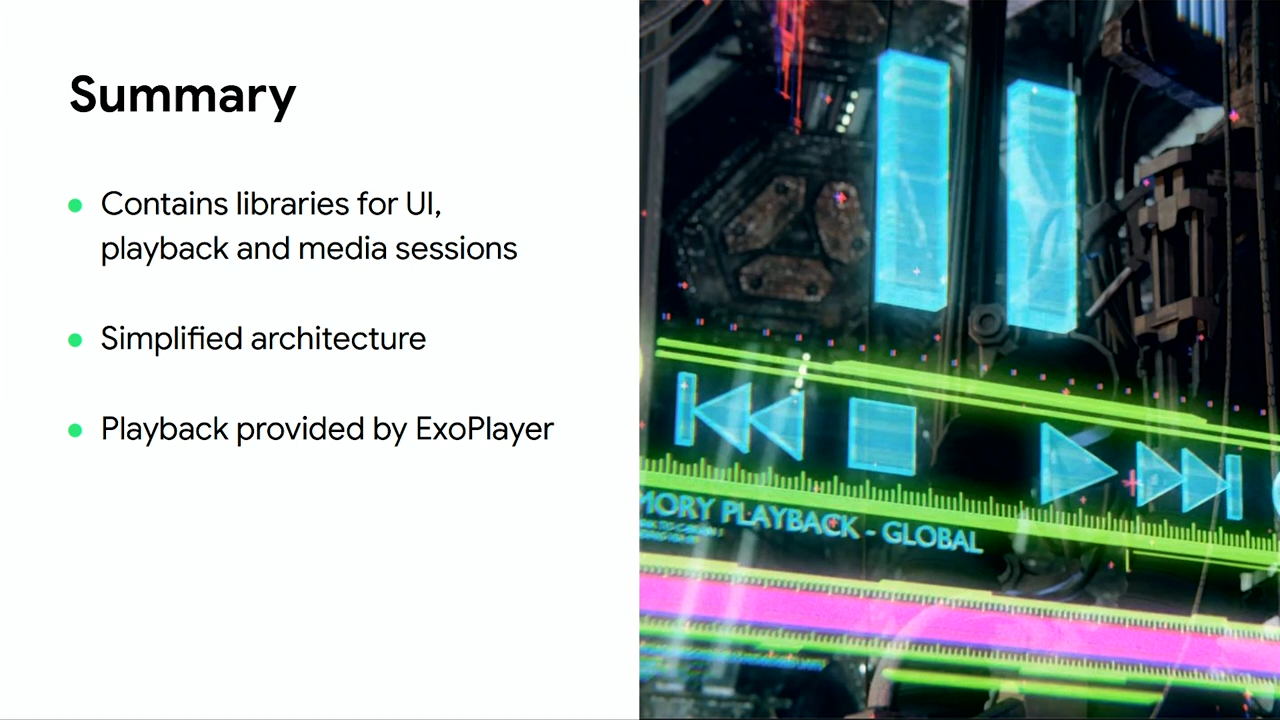 Summary
Contains libraries for UI,
playback and media sessions
Simplified architecture
Playback provided by ExoPlayer
MORY PLAYBACK - GLOBAL